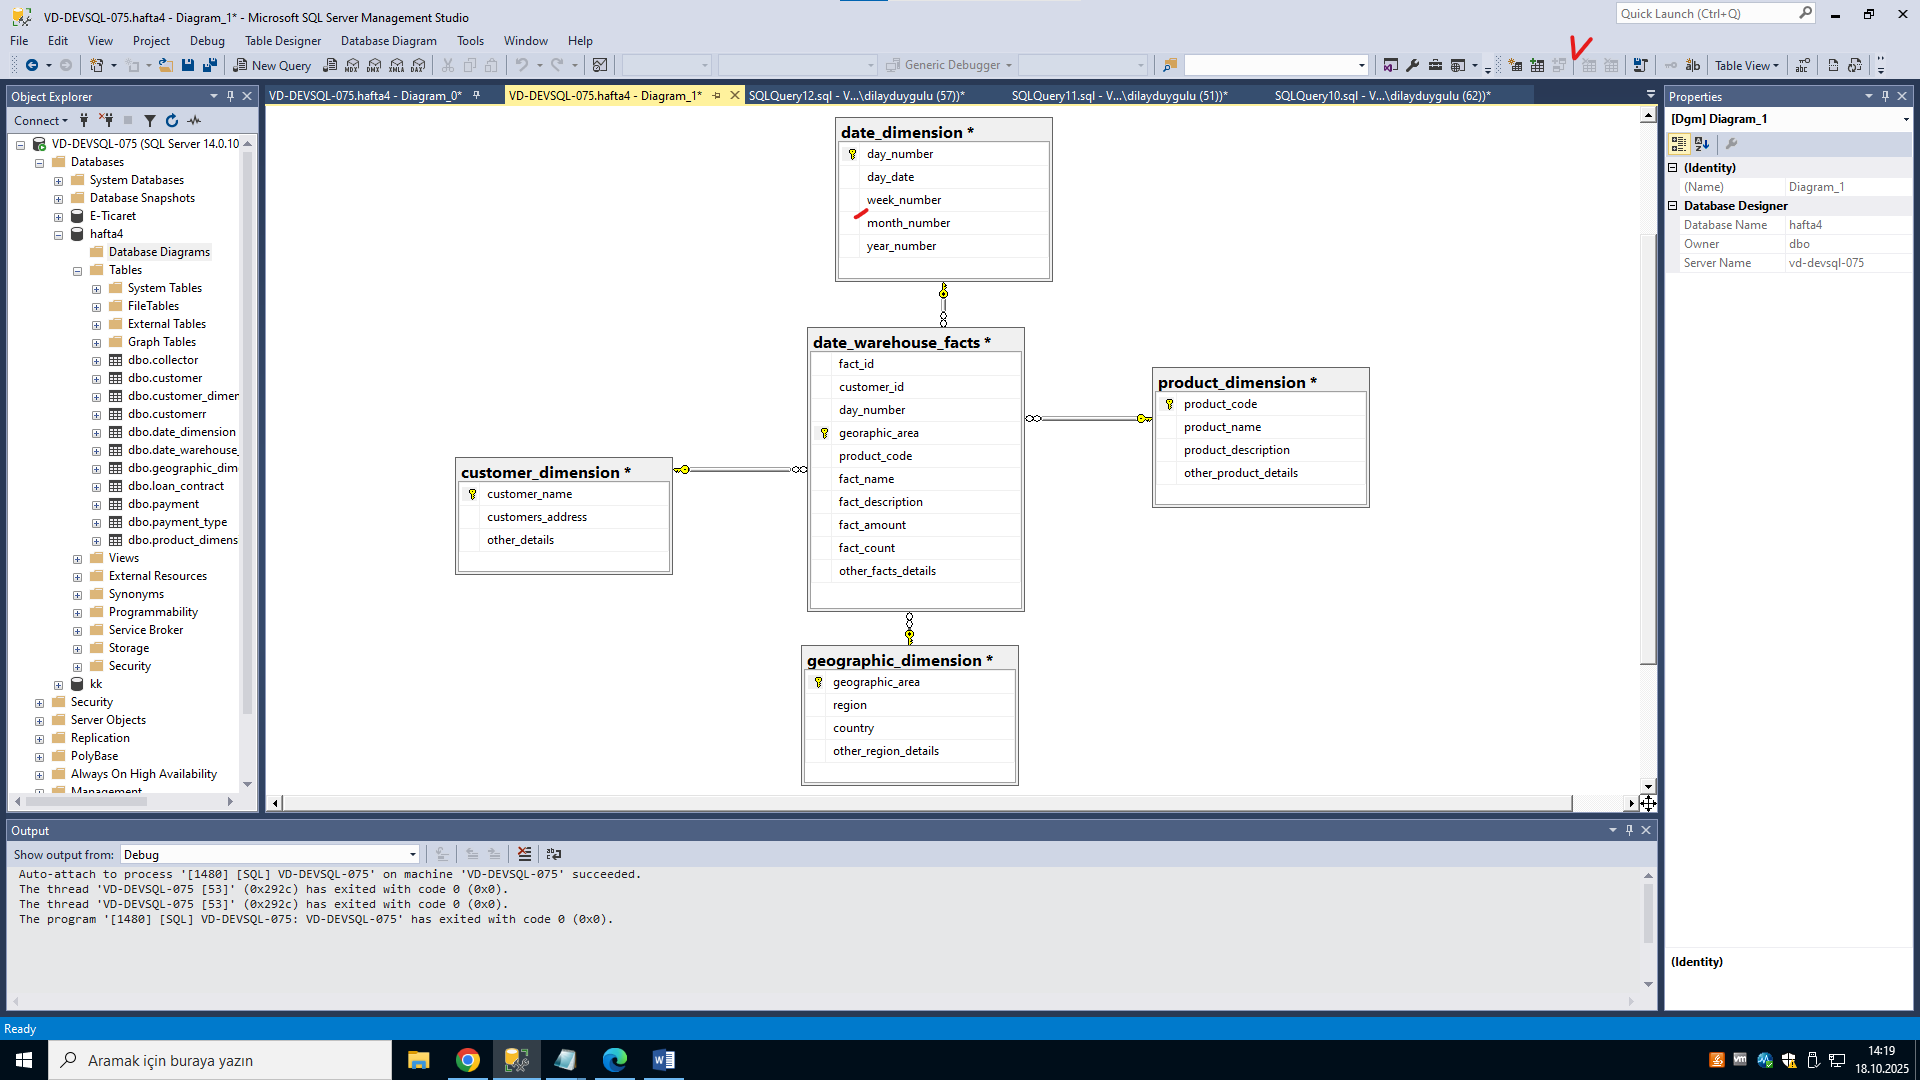 VD-DEVSQL-075.hafta4 - Diagram_1* - Microsoft SQL Server Management Studio
Quick Launch (Ctrl+Q)
File Edit View Project Debug Table Designer Database Diagram Tools Window Help
New Query
MDX DMX XMLA DAX
Generic Debugger
Table View
Object Explorer
Connect
VD-DEVSQL-075 (SQL Server 14.0.10
Databases
System Databases
Database Snapshots
E-Ticaret
hafta4
Database Diagrams
Tables
System Tables
FileTables
External Tables
Graph Tables
dbo.collector
dbo.customer
dbo.customer_dimer
dbo.customerr
dbo.date_dimension
dbo.date_warehouse_
dbo.geographic_dim
dbo.loan_contract
dbo.payment
dbo.payment_type
dbo.product_dimens
Views
External Resources
Synonyms
Programmability
Service Broker
Storage
Security
kk
Security
Server Objects
Replication
PolyBase
Always On High Availability
Management
VD-DEVSQL-075.hafta4 - Diagram_0*
VD-DEVSQL-075.hafta4 - Diagram_1*
SQLQuery12.sql - V...\dilayduygulu (57))*
SQLQuery11.sql - V...\dilayduygulu (51))*
SQLQuery10.sql - V...\dilayduygulu (62))*
date_dimension *
day_number
day_date
week_number
month_number
year_number
date_warehouse_facts *
fact_id
customer_id
day_number
georaphic_area
product_code
fact_name
fact_description
fact_amount
fact_count
other_facts_details
product_dimension *
product_code
product_name
product_description
other_product_details
customer_dimension *
customer_name
customers_address
other_details
geographic_dimension *
geographic_area
region
country
other_region_details
Properties
[Dgm] Diagram_1
(Identity)
(Name) Diagram_1
Database Designer
Database Name hafta4
Owner dbo
Server Name vd-devsql-075
(Identity)
Output
Show output from: Debug
Auto-attach to process '[1480] [SQL] VD-DEVSQL-075' on machine 'VD-DEVSQL-075' succeeded.
The thread 'VD-DEVSQL-075 [53]' (0x292c) has exited with code 0 (0x0).
The thread 'VD-DEVSQL-075 [53]' (0x292c) has exited with code 0 (0x0).
The program '[1480] [SQL] VD-DEVSQL-075: VD-DEVSQL-075' has exited with code 0 (0x0).
Ready
Aramak için buraya yazın
14:19
18.10.2025